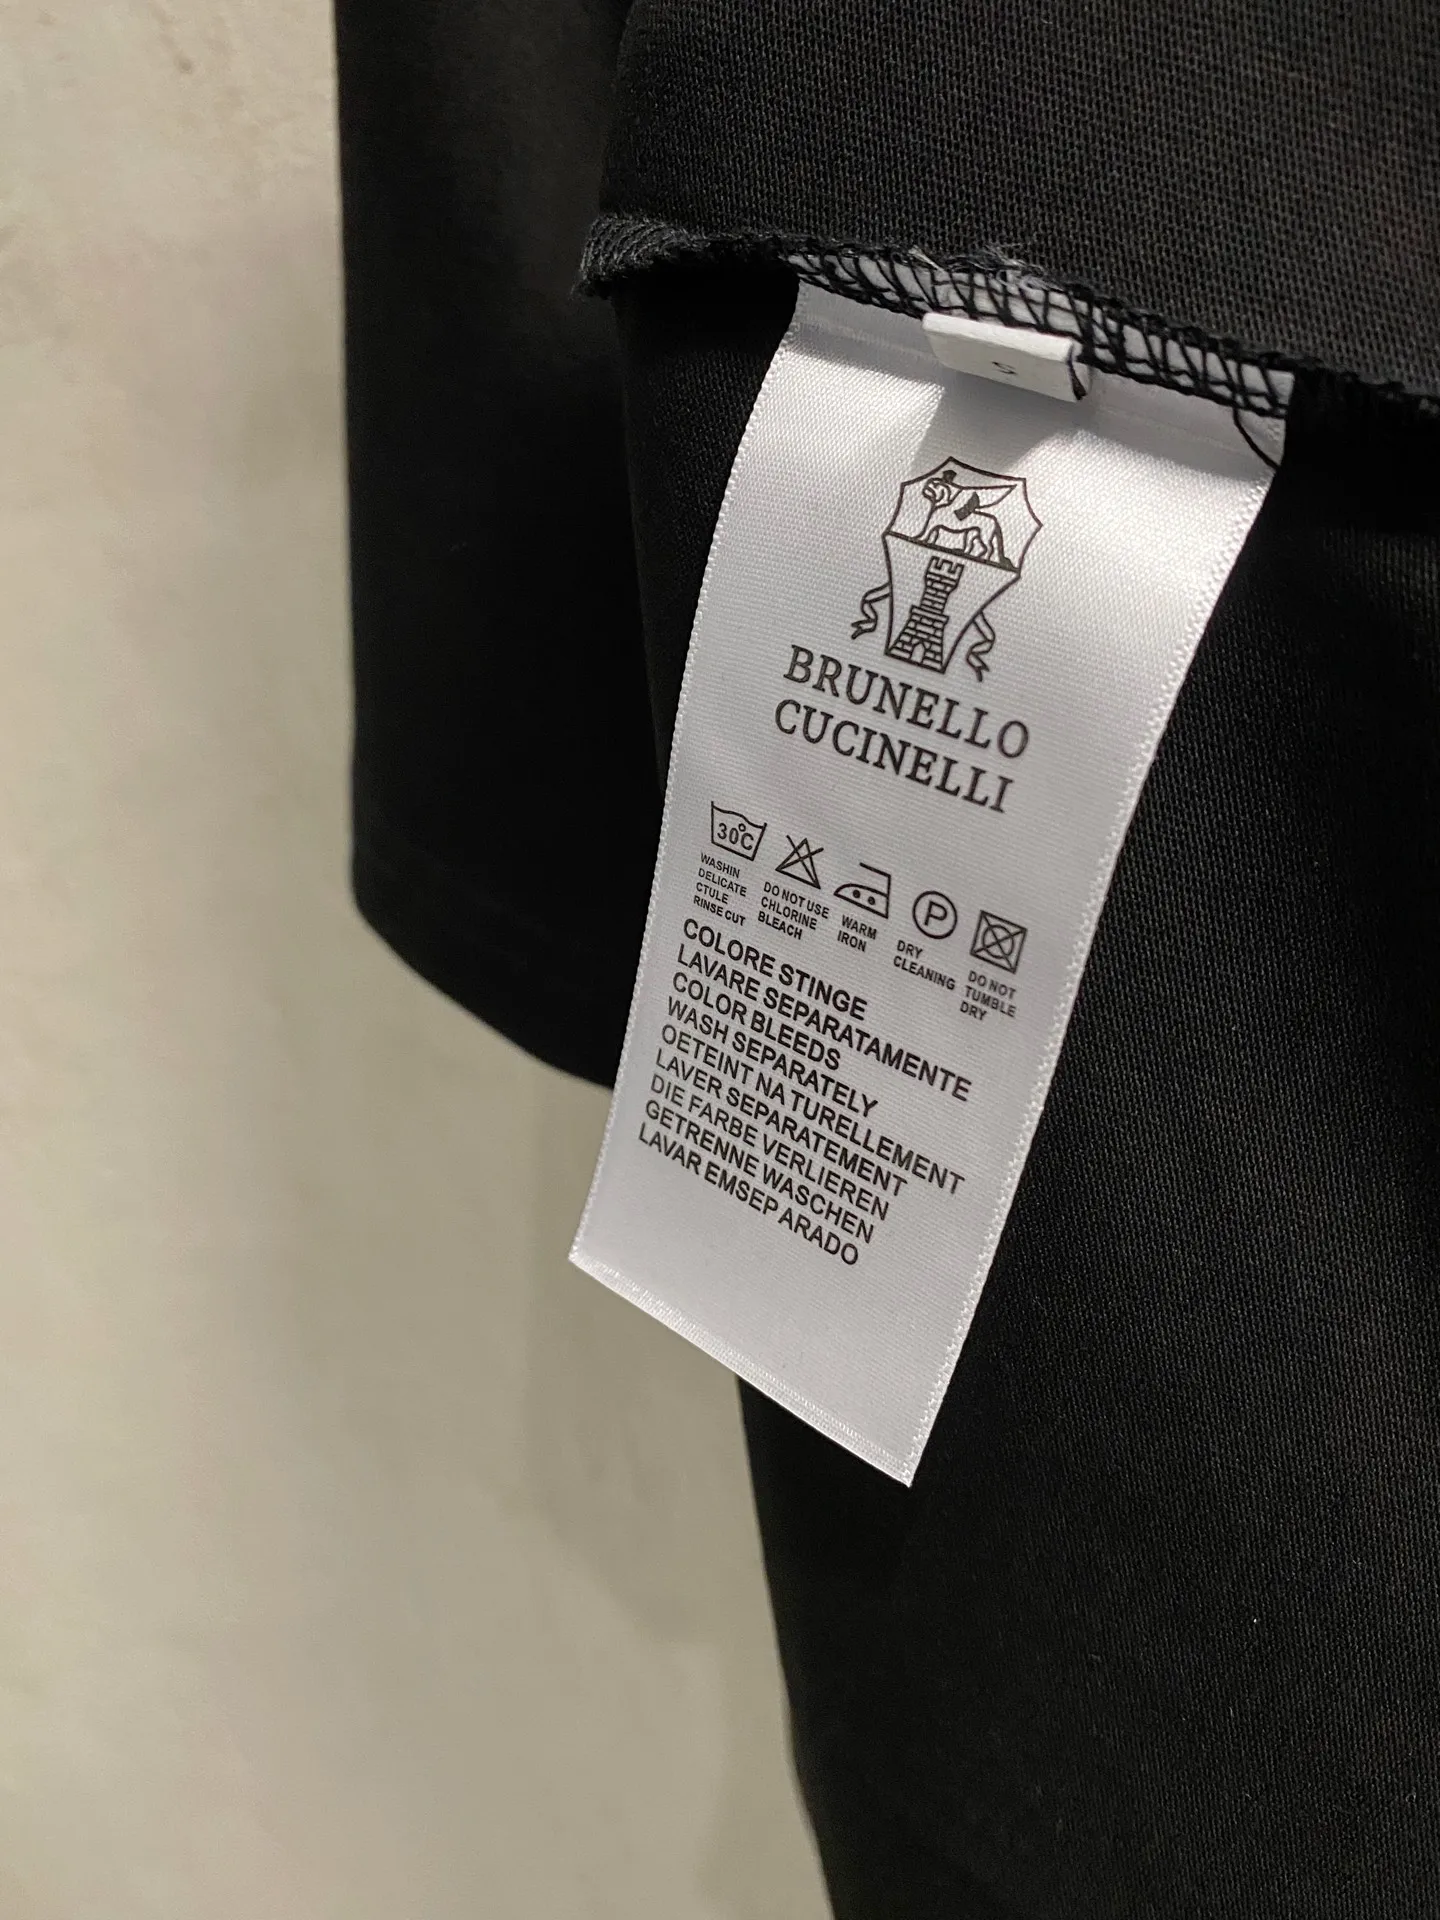 S
BRUNELLO
CUCINELLI
30°C
WASHIN
DELICATE
CTULE
RINSE CUT
DO NOT USE
CHLORINE
BLEACH
WARM
IRON
P
DRY
CLEANING
DO NOT
TUMBLE
DRY
COLORE STINGE
LAVARE SEPARATAMENTE
COLOR BLEEDS
WASH SEPARATELY
OETEINT NA TURELLEMENT
LAVER SEPARATEMENT
DIE FARBE VERLIEREN
GETRENNE WASCHEN
LAVAR EMSEP ARADO